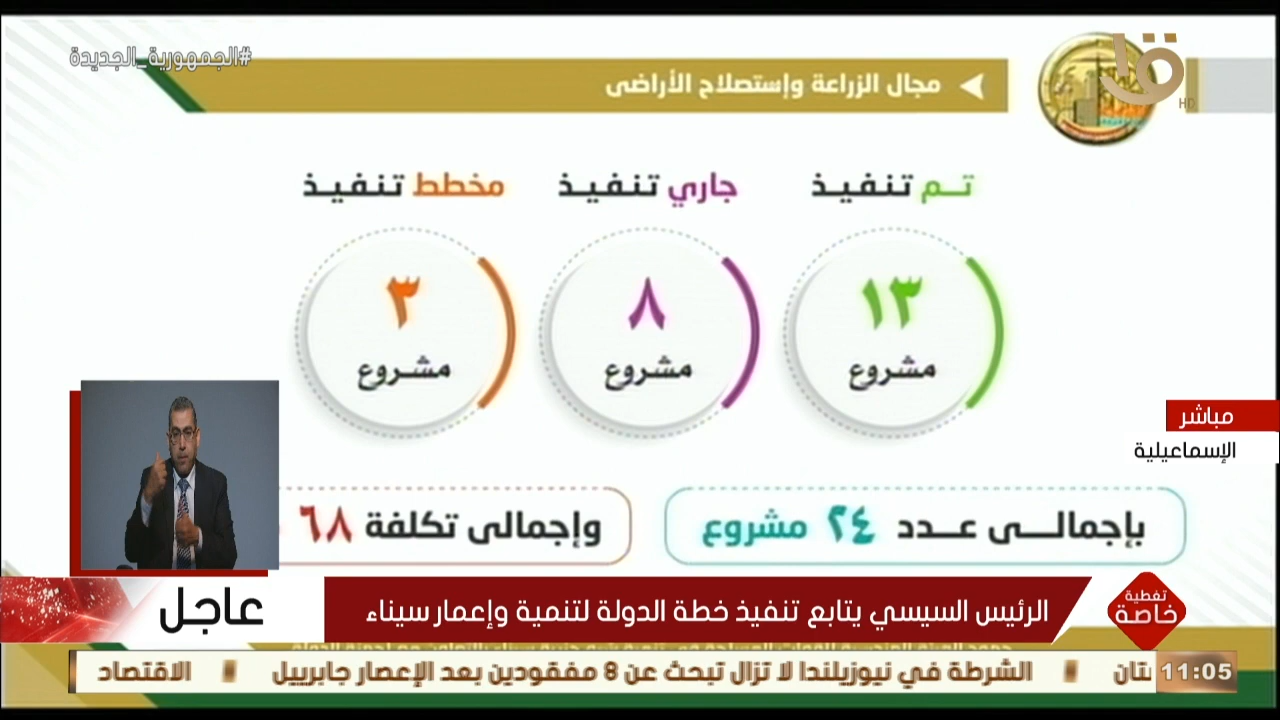 #الجمهورية_الجديدة
مجال الزراعة وإستصلاح الأراضى
HD
تم تنفيذ
جاري تنفيذ
مخطط تنفيذ
١٣
مشروع
٨
مشروع
٣
مشروع
مباشر
الإسماعيلية
بإجمالى عدد ٢٤ مشروع
وإجمالى تكلفة ٦٨
تغطية
خاصة
الرئيس السيسي يتابع تنفيذ خطة الدولة لتنمية وإعمار سيناء
عاجل
11:05
الشرطة في نيوزيلندا لا تزال تبحث عن 8 مفقودين بعد الإعصار جابرييل
الاقتصاد